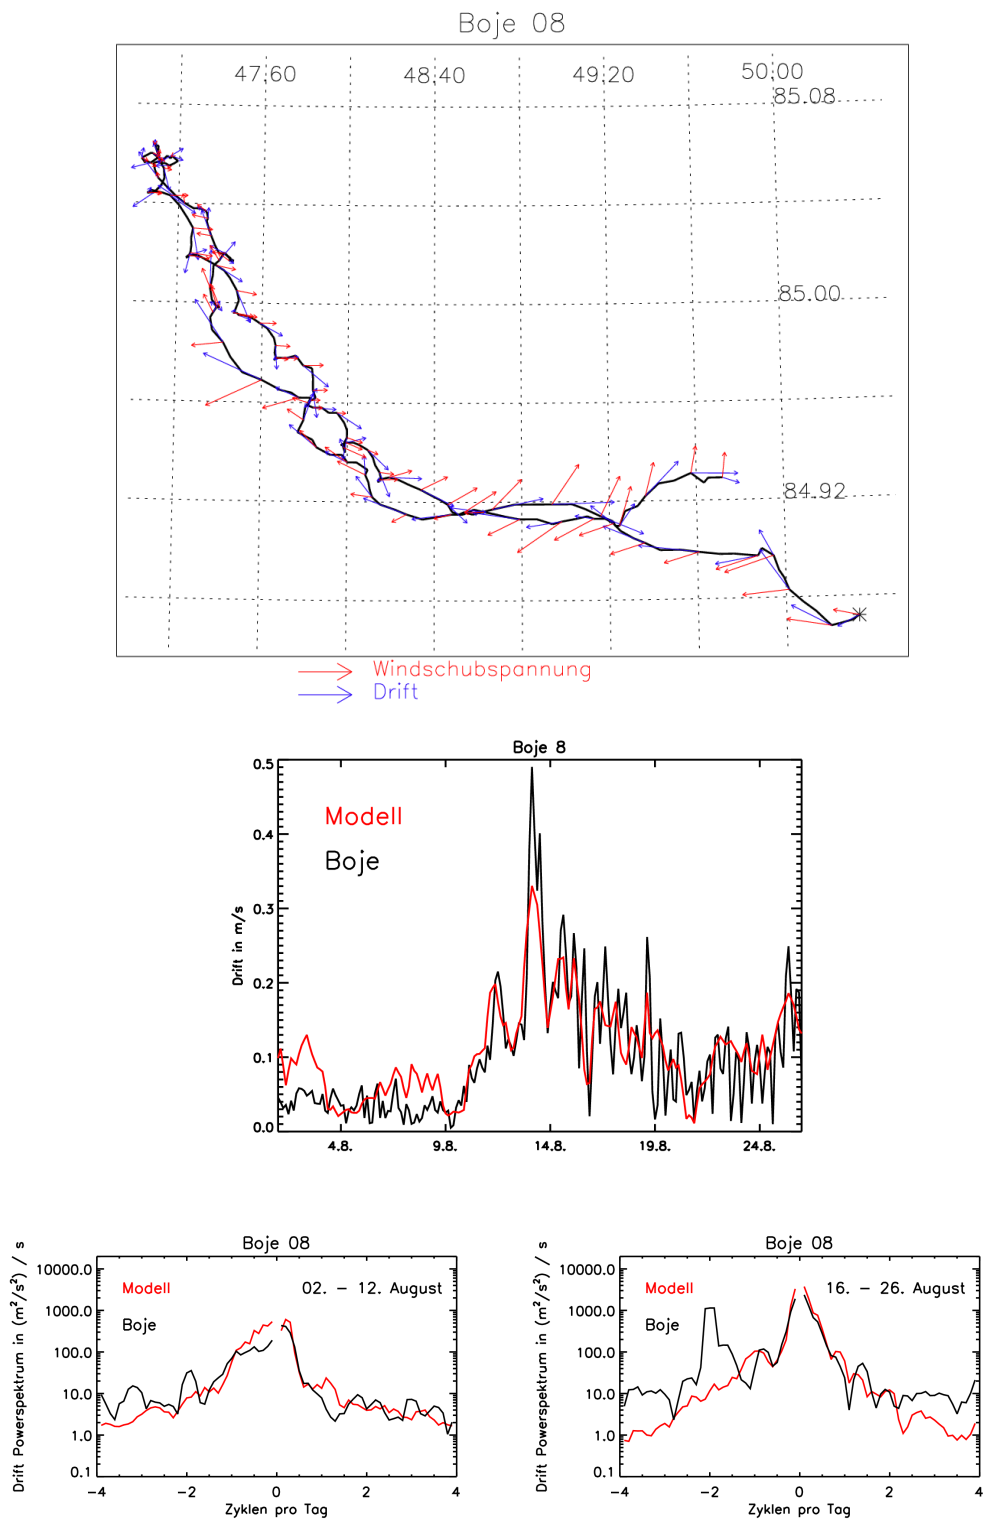 Boje 08
47.60 48.40 49.20 50.00
85.08
85.00
84.92
Windschubspannung
Drift
Boje 8
0.5
0.4
0.3
0.2
0.1
0.0
Drift in m/s
Modell
Boje
4.8. 9.8. 14.8. 19.8. 24.8.
Boje 08
Drift Powerspektrum in (m²/s²) / s
10000.0
1000.0
100.0
10.0
1.0
0.1
Modell 02. – 12. August
Boje
−4 −2 0 2 4
Zyklen pro Tag
Boje 08
Drift Powerspektrum in (m²/s²) / s
10000.0
1000.0
100.0
10.0
1.0
0.1
Modell 16. – 26. August
Boje
−4 −2 0 2 4
Zyklen pro Tag